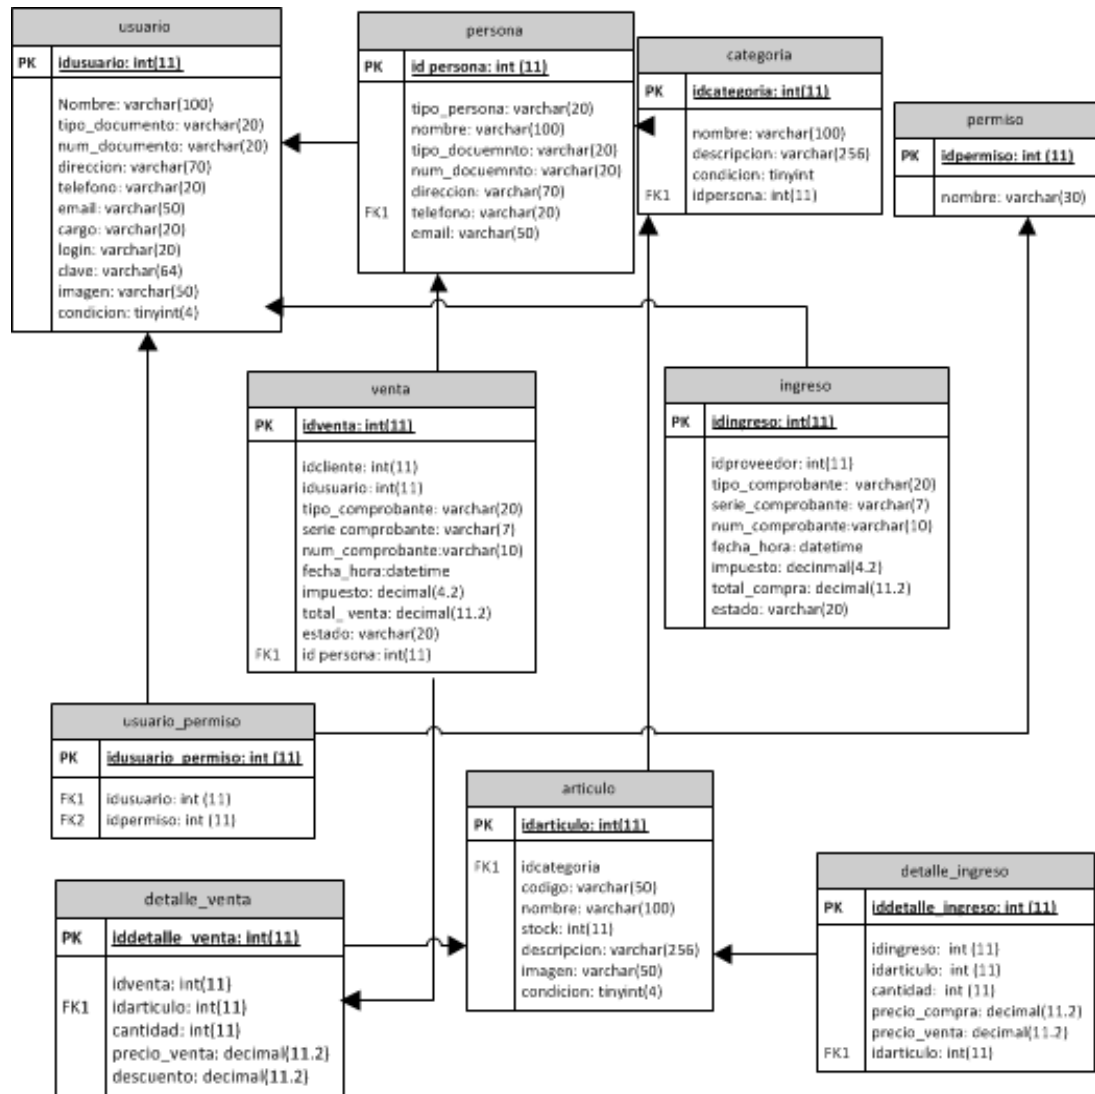 usuario
PK idusuario: int(11)
Nombre: varchar(100)
tipo_documento: varchar(20)
num_documento: varchar(20)
direccion: varchar(70)
telefono: varchar(20)
email: varchar(50)
cargo: varchar(20)
login: varchar(20)
clave: varchar(64)
imagen: varchar(50)
condicion: tinyint(4)
persona
PK id persona: int (11)
tipo_persona: varchar(20)
nombre: varchar(100)
tipo_docuemnto: varchar(20)
num_docuemnto: varchar(20)
direccion: varchar(70)
FK1 telefono: varchar(20)
email: varchar(50)
categoria
PK idcategoria: int(11)
nombre: varchar(100)
descripcion: varchar(256)
condicion: tinyint
FK1 idpersona: int(11)
permiso
PK idpermiso: int (11)
nombre: varchar(30)
venta
PK idventa: int(11)
idcliente: int(11)
idusuario: int(11)
tipo_comprobante: varchar(20)
serie comprobante: varchar(7)
num_comprobante:varchar(10)
fecha_hora:datetime
impuesto: decimal(4.2)
total_ venta: decimal(11.2)
estado: varchar(20)
FK1 id persona: int(11)
ingreso
PK idingreso: int(11)
idproveedor: int(11)
tipo_comprobante: varchar(20)
serie_comprobante: varchar(7)
num_comprobante:varchar(10)
fecha_hora: datetime
impuesto: decinmal(4.2)
total_compra: decimal(11.2)
estado: varchar(20)
usuario_permiso
PK idusuario_permiso: int (11)
FK1 idusuario: int (11)
FK2 idpermiso: int (11)
articulo
PK idarticulo: int(11)
FK1 idcategoria
codigo: varchar(50)
nombre: varchar(100)
stock: int(11)
descripcion: varchar(256)
imagen: varchar(50)
condicion: tinyint(4)
detalle_venta
PK iddetalle_venta: int(11)
idventa: int(11)
FK1 idarticulo: int(11)
cantidad: int(11)
precio_venta: decimal(11.2)
descuento: decimal(11.2)
detalle_ingreso
PK iddetalle_ingreso: int (11)
idingreso: int (11)
idarticulo: int (11)
cantidad: int (11)
precio_compra: decimal(11.2)
precio_venta: decimal(11.2)
FK1 idarticulo: int(11)